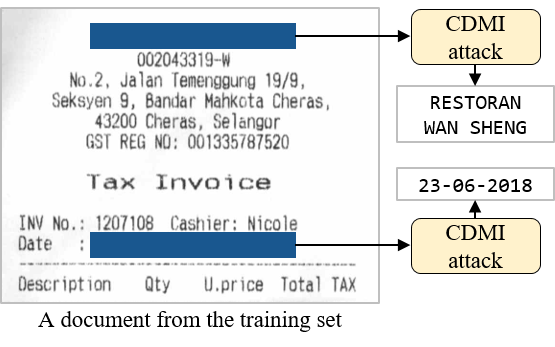 CDMI
attack
002043319-W
No.2, Jalan Temenggung 19/9,
Seksyen 9, Bandar Mahkota Cheras,
43200 Cheras, Selangor
GST REG NO: 001335787520
RESTORAN
WAN SHENG
Tax Invoice
23-06-2018
INV No.: 1207108 Cashier: Nicole
Date :
CDMI
attack
Description Qty U.price Total TAX
A document from the training set